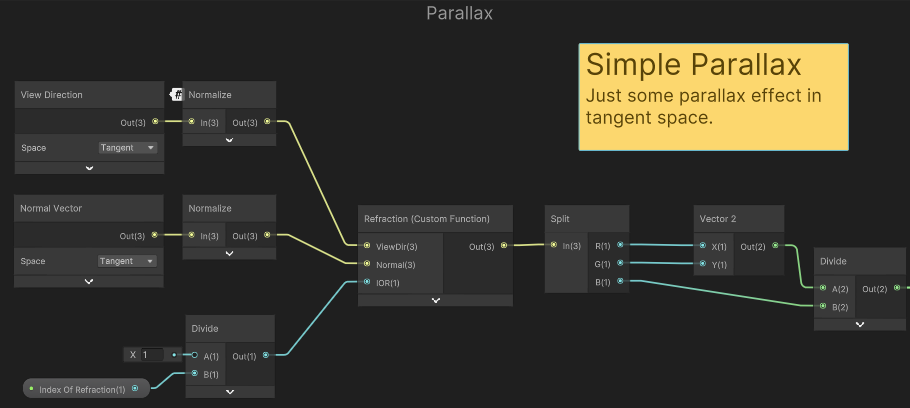 Parallax
Simple Parallax
Just some parallax effect in
tangent space.
View Direction
Out(3)
Space Tangent
#
Normalize
In(3) Out(3)
Normal Vector
Out(3)
Space Tangent
Normalize
In(3) Out(3)
Refraction (Custom Function)
ViewDir(3) Out(3)
Normal(3)
IOR(1)
Split
In(3) R(1)
G(1)
B(1)
Vector 2
X(1) Out(2)
Y(1)
Divide
A(2) Out(2)
B(2)
Divide
X 1
A(1) Out(1)
B(1)
Index Of Refraction(1)